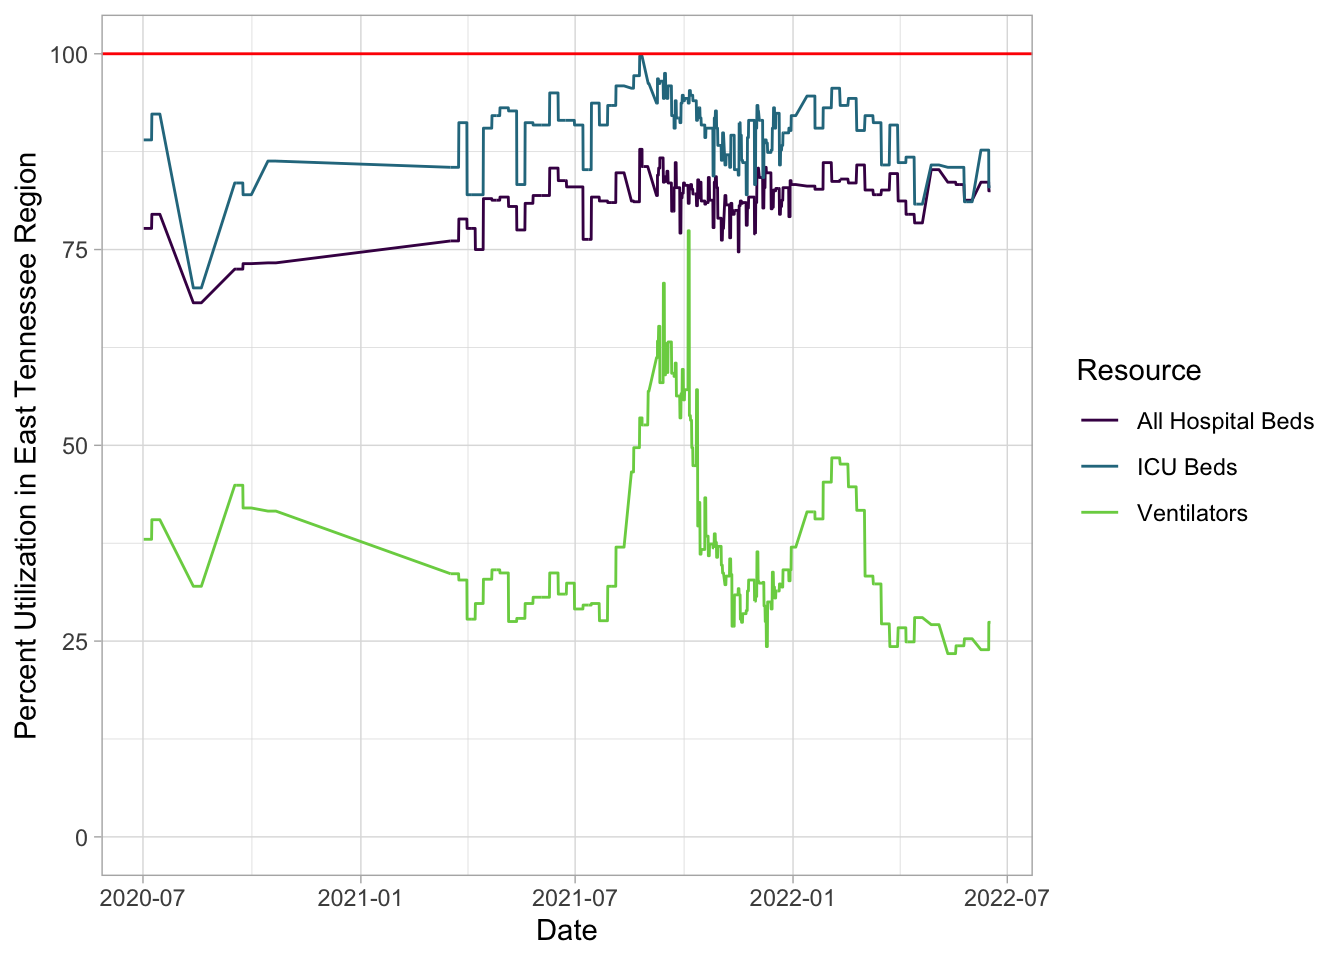 Percent Utilization in East Tennessee Region
100
75
50
25
0
2020-07
2021-01
2021-07
2022-01
2022-07
Date
Resource
All Hospital Beds
ICU Beds
Ventilators